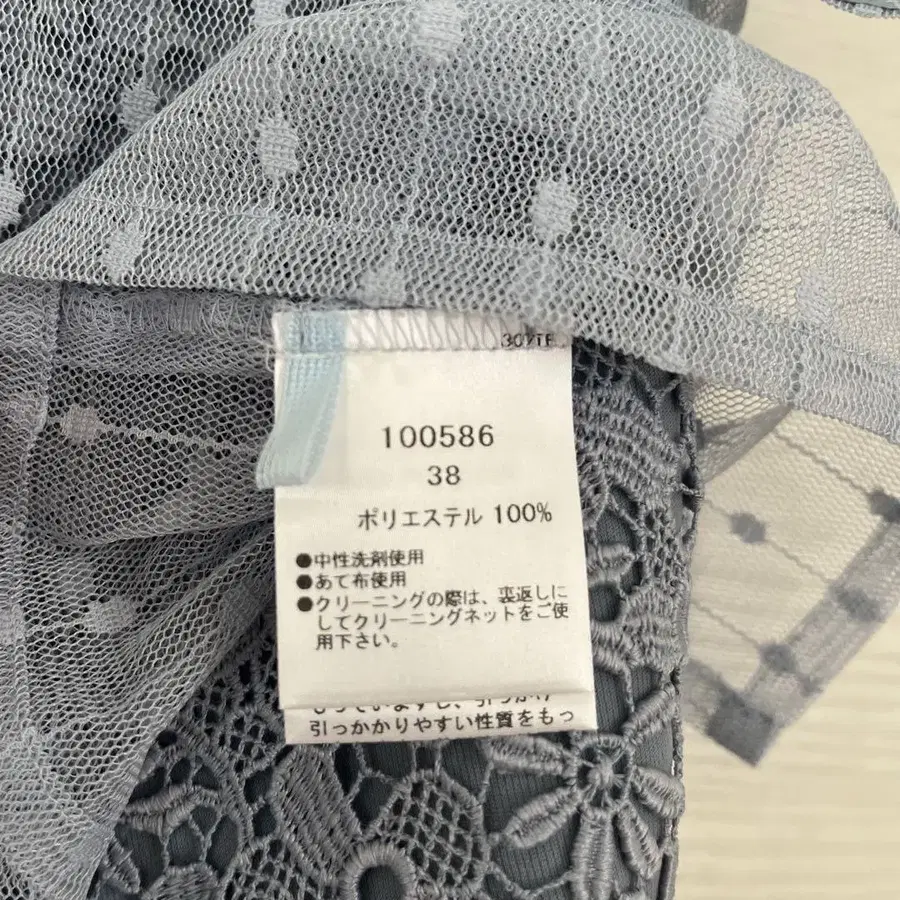 100586
38
ポリエステル 100%
●中性洗剤使用
●あて布使用
●クリーニングの際は、裏返しに
してクリーニングネットをご使
用下さい。
引っかかりやすい性質をもっ